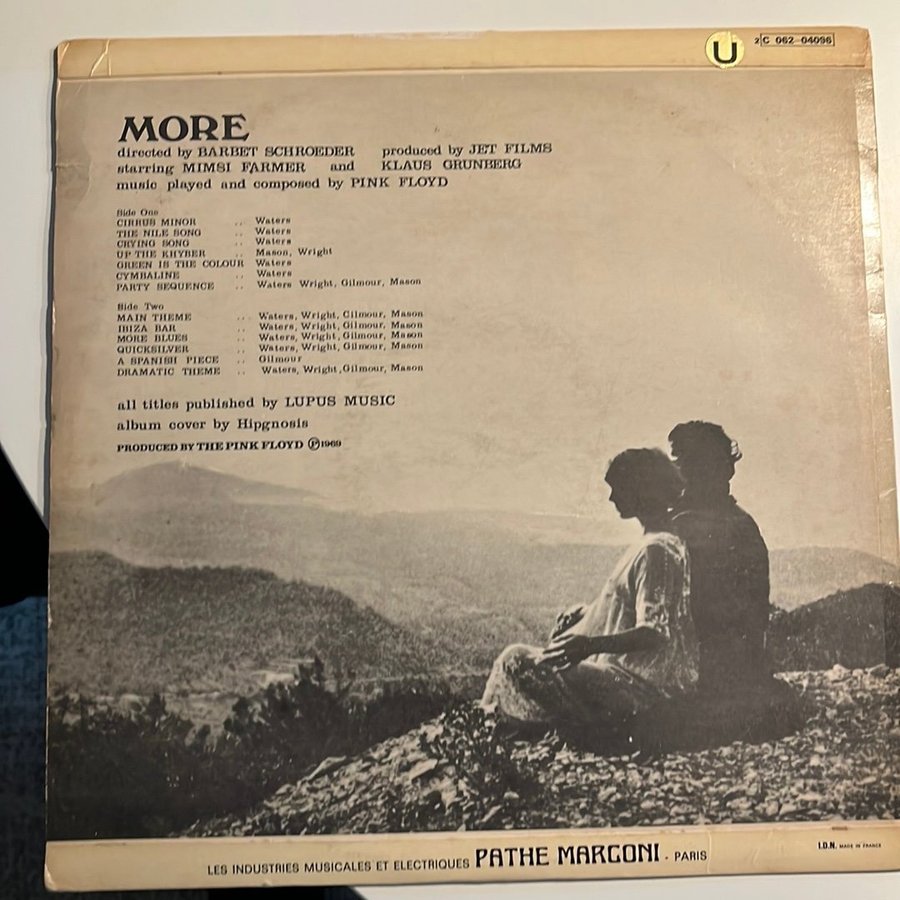 U 2 C 062-04096
MORE
directed by BARBET SCHROEDER produced by JET FILMS
starring MIMSI FARMER and KLAUS GRUNBERG
music played and composed by PINK FLOYD
Side One
CIRRUS MINOR .. Waters
THE NILE SONG .. Waters
CRYING SONG .. Waters
UP THE KHYBER .. Mason, Wright
GREEN IS THE COLOUR Waters
CYMBALINE .. Waters
PARTY SEQUENCE .. Waters Wright, Gilmour, Mason
Side Two
MAIN THEME ... Waters, Wright, Gilmour, Mason
IBIZA BAR .. Waters, Wright, Gilmour, Mason
MORE BLUES .. Waters, Wright, Gilmour, Mason
QUICKSILVER .. Waters, Wright, Gilmour, Mason
A SPANISH PIECE .. Gilmour
DRAMATIC THEME .. Waters, Wright, Gilmour, Mason
all titles published by LUPUS MUSIC
album cover by Hipgnosis
PRODUCED BY THE PINK FLOYD ℗1969
LES INDUSTRIES MUSICALES ET ELECTRIQUES PATHE MARCONI - PARIS
I.D.N. MADE IN FRANCE